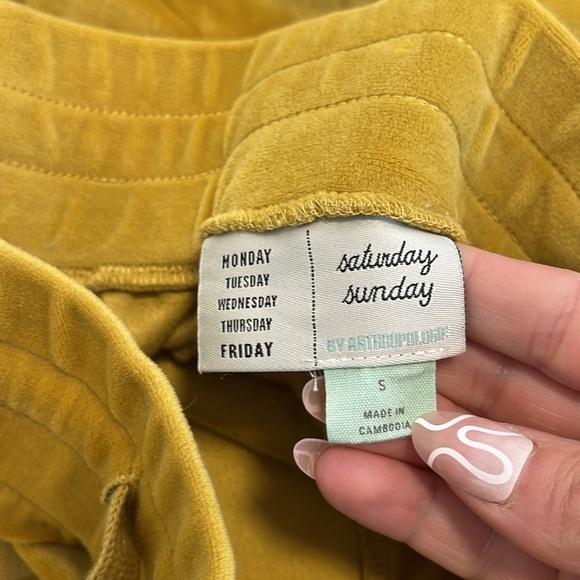 MONDAY
TUESDAY
WEDNESDAY
THURSDAY
FRIDAY
saturday
sunday
BY ANTHROPOLOGIE
S
MADE IN
CAMBODIA